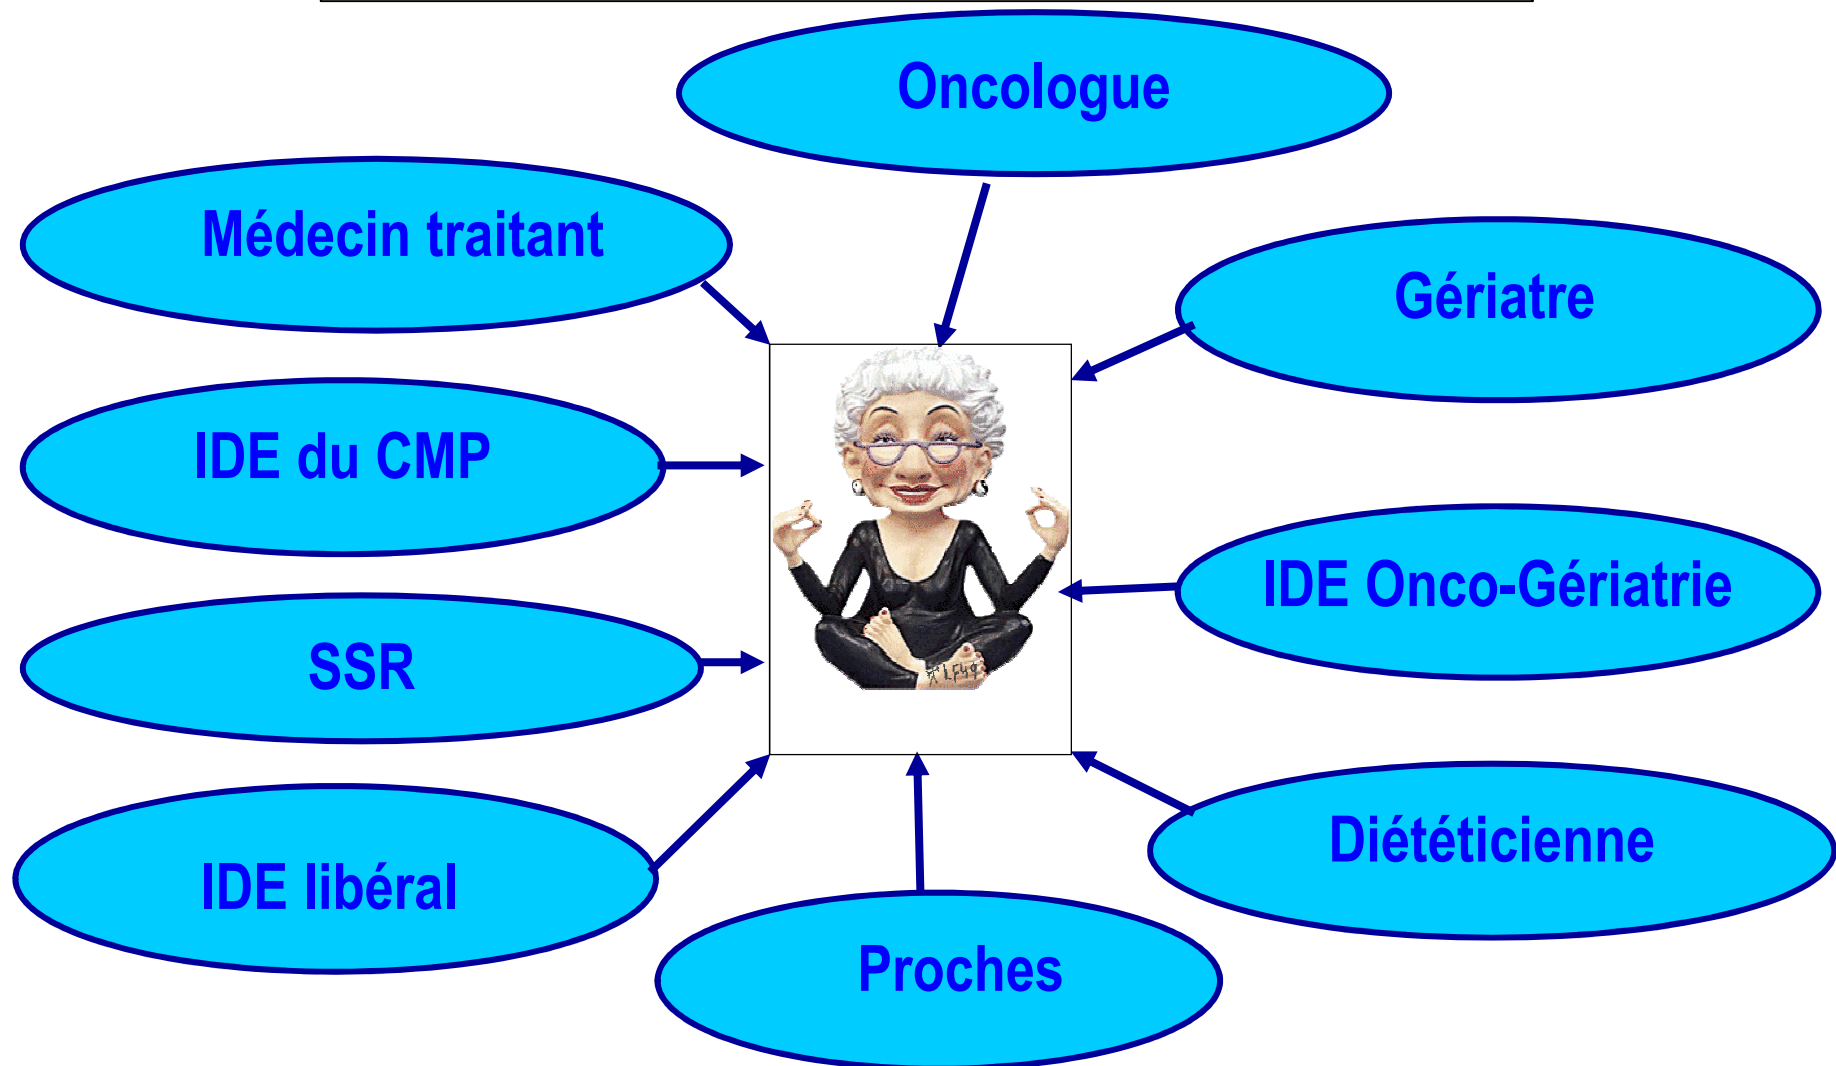 Oncologue
Médecin traitant
Gériatre
IDE du CMP
IDE Onco-Gériatrie
SSR
Diététicienne
IDE libéral
Proches